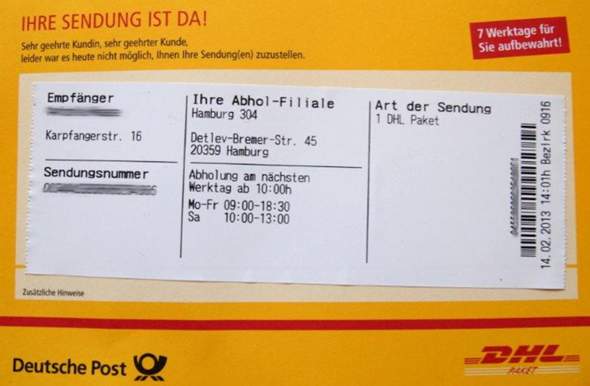 IHRE SENDUNG IST DA!
Sehr geehrte Kundin, sehr geehrter Kunde,
leider war es heute nicht möglich, Ihnen Ihre Sendung(en) zuzustellen.
7 Werktage für
Sie aufbewahrt!
Empfänger
Karpfangerstr. 16
Sendungsnummer
Ihre Abhol-Filiale
Hamburg 304
Detlev-Bremer-Str. 45
20359 Hamburg
Abholung am nächsten
Werktag ab 10:00h
Mo-Fr 09:00-18:30
Sa 10:00-13:00
Art der Sendung
1 DHL Paket
14.02.2013 14:01h Bezirk 0916
Zusätzliche Hinweise
Deutsche Post
DHL
PAKET